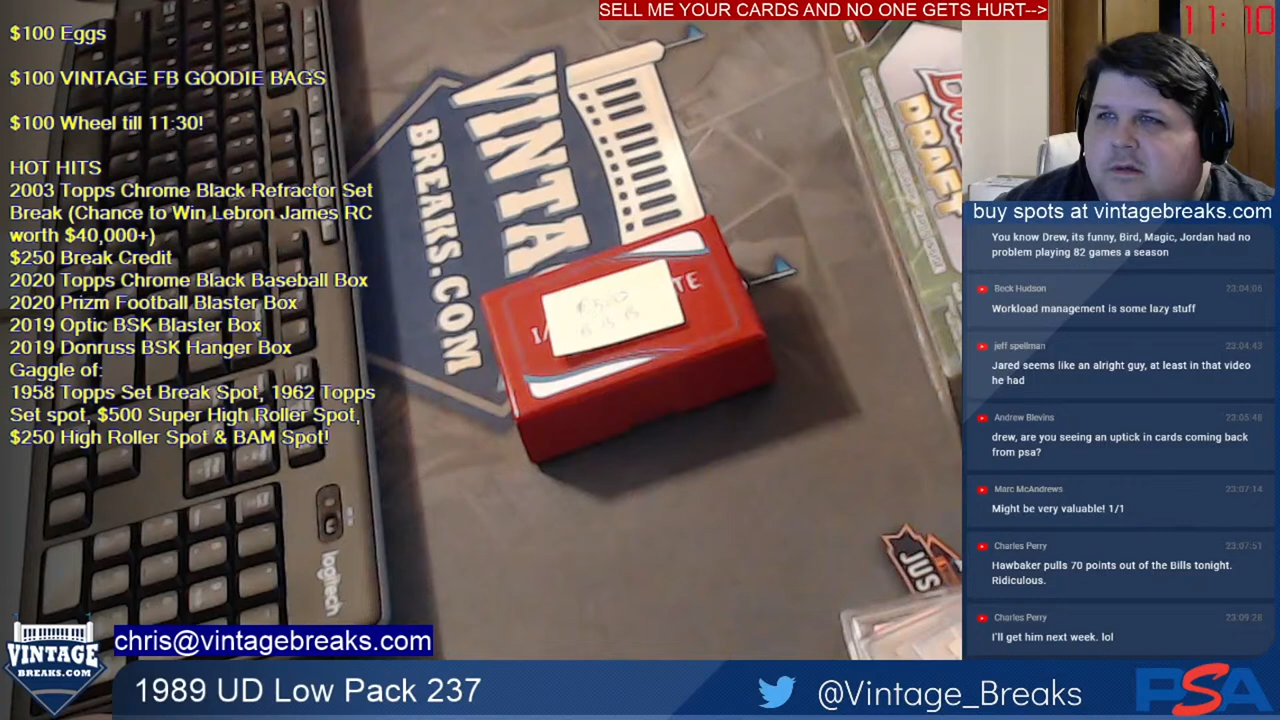 SELL ME YOUR CARDS AND NO ONE GETS HURT-->
11:10
$100 Eggs
$100 VINTAGE FB GOODIE BAGS
$100 Wheel till 11:30!
HOT HITS
2003 Topps Chrome Black Refractor Set
Break (Chance to Win Lebron James RC
worth $40,000+)
$250 Break Credit
2020 Topps Chrome Black Baseball Box
2020 Prizm Football Blaster Box
2019 Optic BSK Blaster Box
2019 Donruss BSK Hanger Box
Gaggle of:
1958 Topps Set Break Spot, 1962 Topps
Set spot, $500 Super High Roller Spot,
$250 High Roller Spot & BAM Spot!
VINTA
BREAKS.COM
DRAFT
TE
JUS
logitech
buy spots at vintagebreaks.com
You know Drew, its funny, Bird, Magic, Jordan had no
problem playing 82 games a season
Beck Hudson 23:04:06
Workload management is some lazy stuff
jeff spellman 23:04:43
Jared seems like an alright guy, at least in that video
he had
Andrew Blevins 23:05:48
drew, are you seeing an uptick in cards coming back
from psa?
Marc McAndrews 23:07:14
Might be very valuable! 1/1
Charles Perry 23:07:51
Hawbaker pulls 70 points out of the Bills tonight.
Ridiculous.
Charles Perry 23:09:28
I'll get him next week. lol
VINTAGE
BREAKS.COM
chris@vintagebreaks.com
1989 UD Low Pack 237
@Vintage_Breaks
PSA